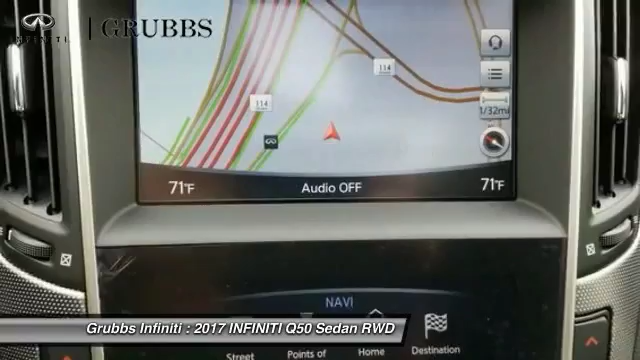 INFINITI
GRUBBS
114
114
1/32mi
71°F
Audio OFF
71°F
NAVI
Grubbs Infiniti : 2017 INFINITI Q50 Sedan RWD
Street
Points of
Home
Destination